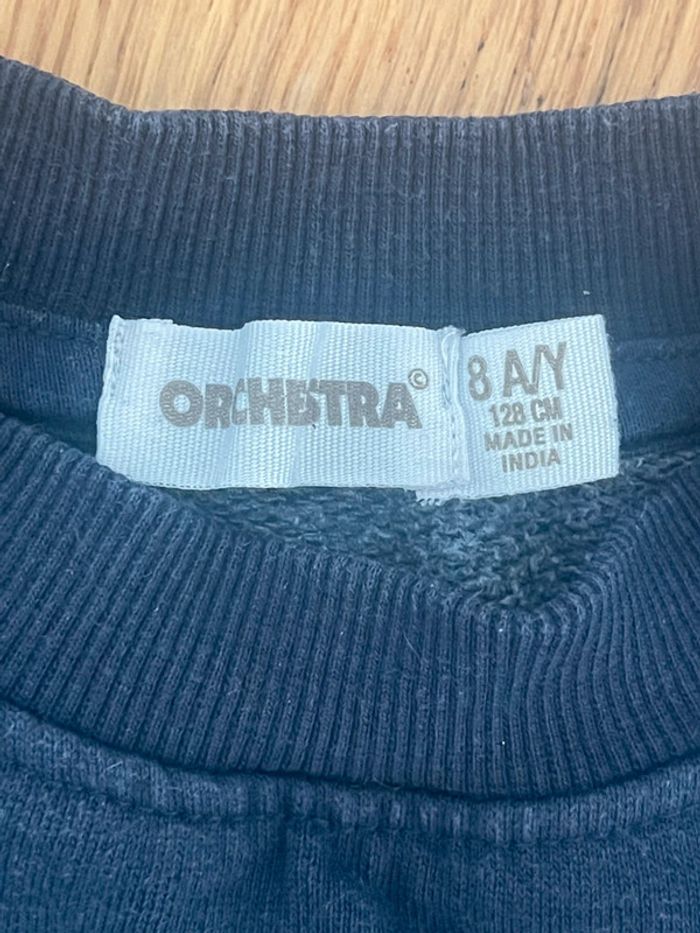 ORCHESTRA©
8 A/Y
128 CM
MADE IN
INDIA